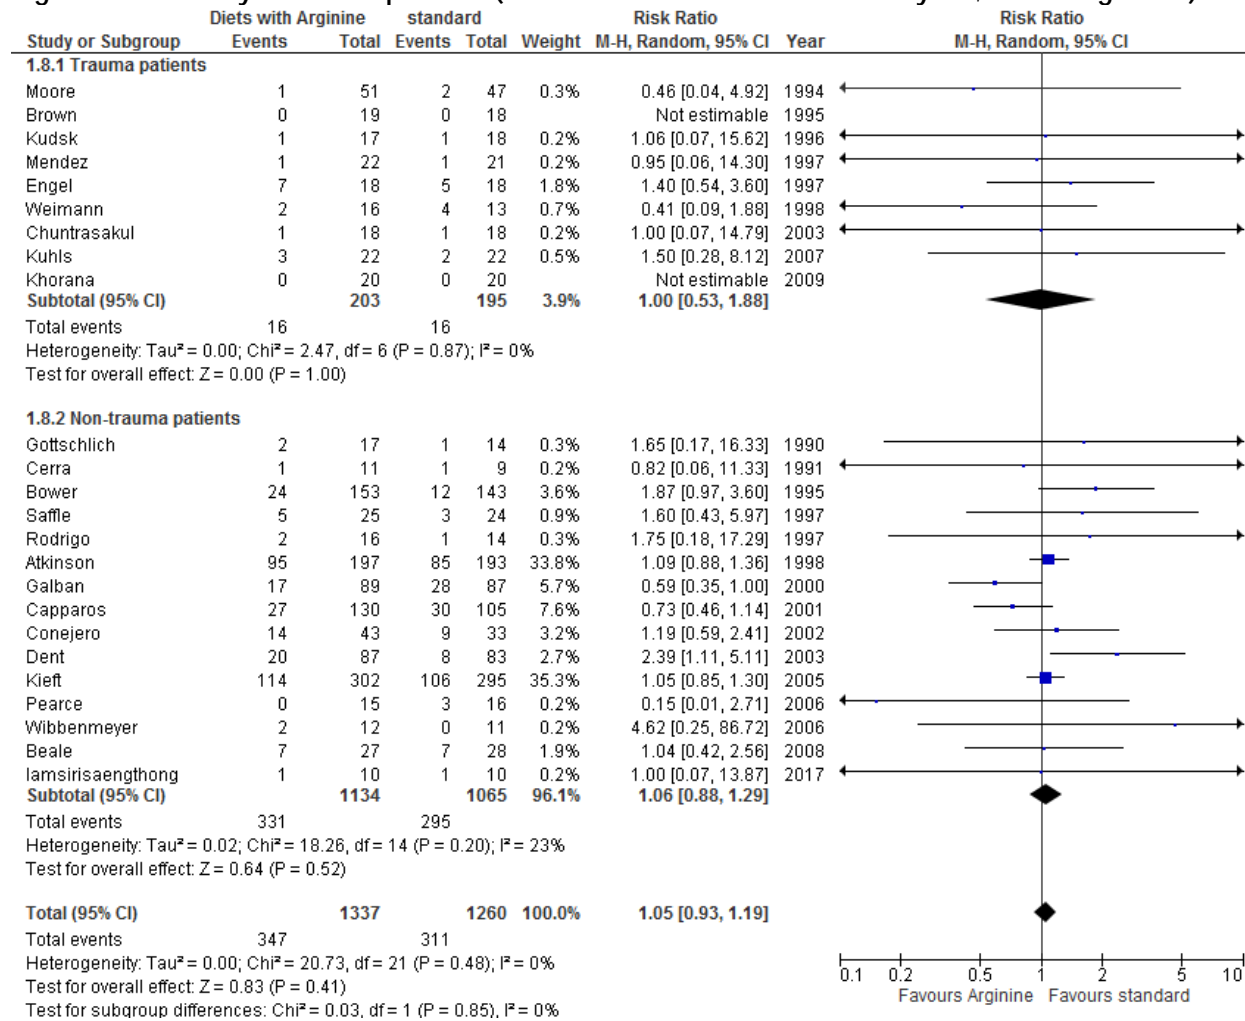 Diets with Arginine standard Risk Ratio Risk Ratio
Study or Subgroup Events Total Events Total Weight M-H, Random, 95% CI Year M-H, Random, 95% CI
1.8.1 Trauma patients
Moore 1 51 2 47 0.3% 0.46 [0.04, 4.92] 1994
Brown 0 19 0 18 Not estimable 1995
Kudsk 1 17 1 18 0.2% 1.06 [0.07, 15.62] 1996
Mendez 1 22 1 21 0.2% 0.95 [0.06, 14.30] 1997
Engel 7 18 5 18 1.8% 1.40 [0.54, 3.60] 1997
Weimann 2 16 4 13 0.7% 0.41 [0.09, 1.88] 1998
Chuntrasakul 1 18 1 18 0.2% 1.00 [0.07, 14.79] 2003
Kuhls 3 22 2 22 0.5% 1.50 [0.28, 8.12] 2007
Khorana 0 20 0 20 Not estimable 2009
Subtotal (95% CI) 203 195 3.9% 1.00 [0.53, 1.88]
Total events 16 16
Heterogeneity: Tau² = 0.00; Chi² = 2.47, df = 6 (P = 0.87); I² = 0%
Test for overall effect: Z = 0.00 (P = 1.00)
1.8.2 Non-trauma patients
Gottschlich 2 17 1 14 0.3% 1.65 [0.17, 16.33] 1990
Cerra 1 11 1 9 0.2% 0.82 [0.06, 11.33] 1991
Bower 24 153 12 143 3.6% 1.87 [0.97, 3.60] 1995
Saffle 5 25 3 24 0.9% 1.60 [0.43, 5.97] 1997
Rodrigo 2 16 1 14 0.3% 1.75 [0.18, 17.29] 1997
Atkinson 95 197 85 193 33.8% 1.09 [0.88, 1.36] 1998
Galban 17 89 28 87 5.7% 0.59 [0.35, 1.00] 2000
Capparos 27 130 30 105 7.6% 0.73 [0.46, 1.14] 2001
Conejero 14 43 9 33 3.2% 1.19 [0.59, 2.41] 2002
Dent 20 87 8 83 2.7% 2.39 [1.11, 5.11] 2003
Kieft 114 302 106 295 35.3% 1.05 [0.85, 1.30] 2005
Pearce 0 15 3 16 0.2% 0.15 [0.01, 2.71] 2006
Wibbenmeyer 2 12 0 11 0.2% 4.62 [0.25, 86.72] 2006
Beale 7 27 7 28 1.9% 1.04 [0.42, 2.56] 2008
Iamsirisaengthong 1 10 1 10 0.2% 1.00 [0.07, 13.87] 2017
Subtotal (95% CI) 1134 1065 96.1% 1.06 [0.88, 1.29]
Total events 331 295
Heterogeneity: Tau² = 0.02; Chi² = 18.26, df = 14 (P = 0.20); I² = 23%
Test for overall effect: Z = 0.64 (P = 0.52)
Total (95% CI) 1337 1260 100.0% 1.05 [0.93, 1.19]
Total events 347 311
Heterogeneity: Tau² = 0.00; Chi² = 20.73, df = 21 (P = 0.48); I² = 0%
Test for overall effect: Z = 0.83 (P = 0.41)
Test for subgroup differences: Chi² = 0.03, df = 1 (P = 0.85), I² = 0%
0.1 0.2 0.5 1 2 5 10
Favours Arginine Favours standard